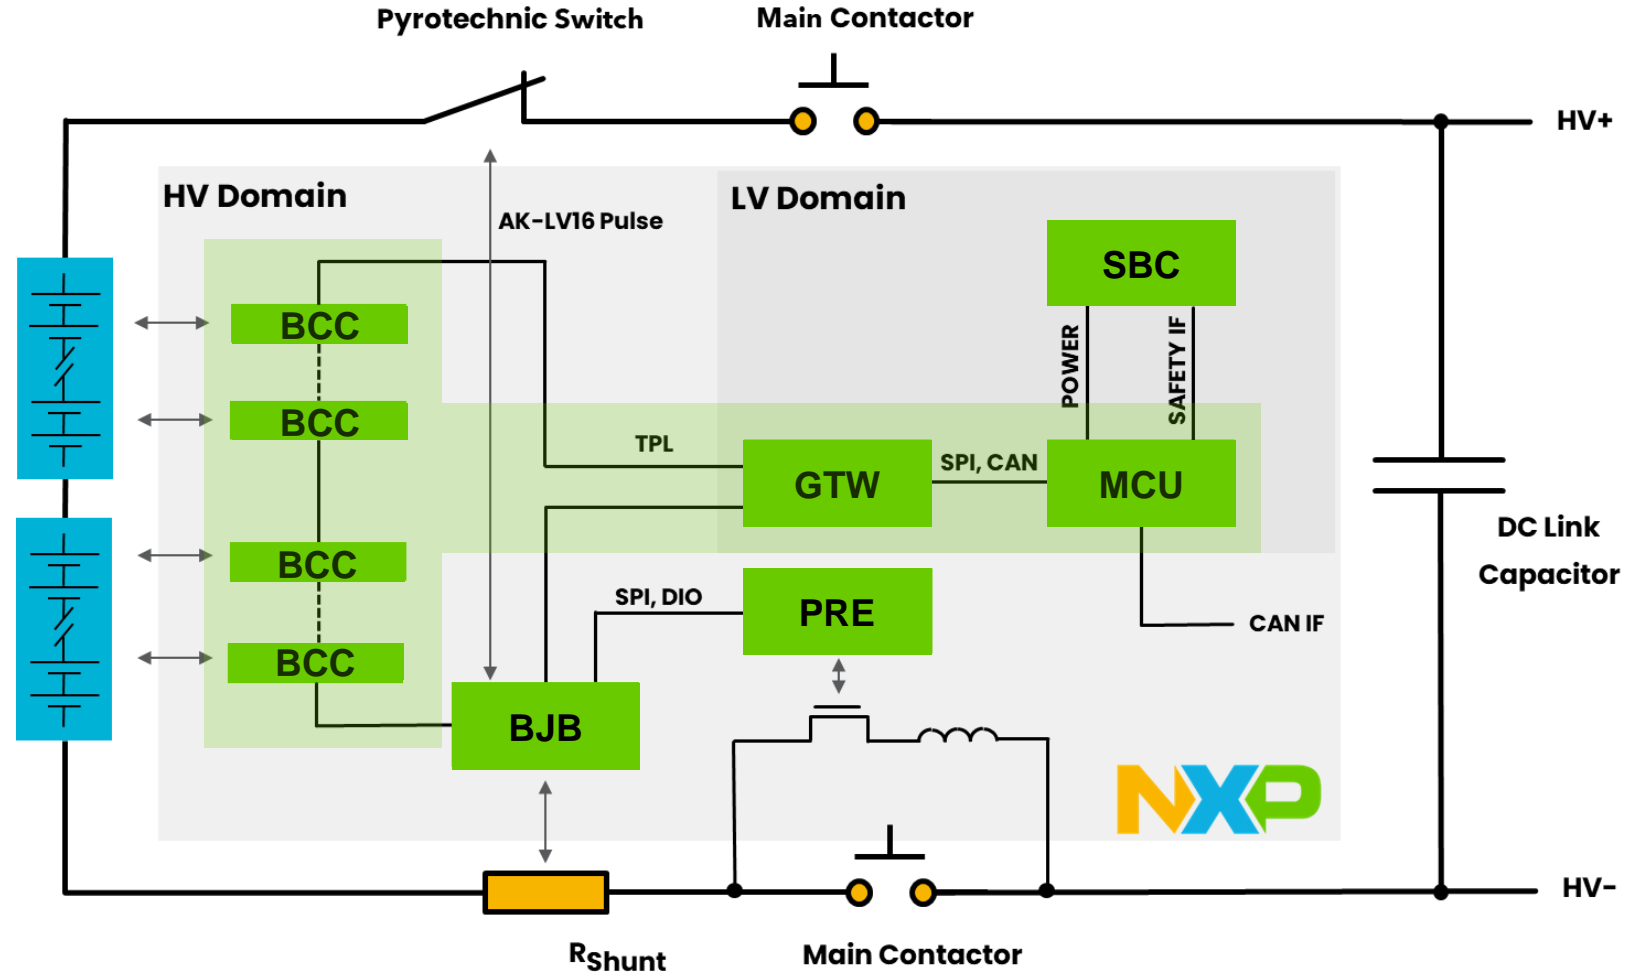 Pyrotechnic Switch
Main Contactor
HV+
HV Domain
LV Domain
AK-LV16 Pulse
SBC
POWER
SAFETY IF
BCC
BCC
TPL
GTW
SPI, CAN
MCU
DC Link
Capacitor
BCC
SPI, DIO
PRE
CAN IF
BCC
BJB
NXP
HV-
RShunt
Main Contactor